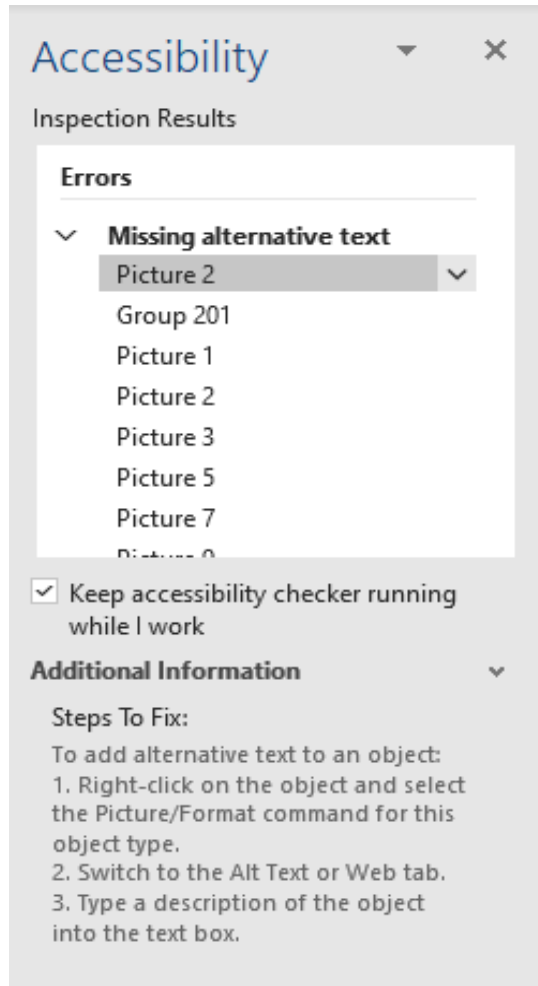 Accessibility
Inspection Results
Errors
Missing alternative text
Picture 2
Group 201
Picture 1
Picture 2
Picture 3
Picture 5
Picture 7
Keep accessibility checker running
while I work
Additional Information
Steps To Fix:
To add alternative text to an object:
1. Right-click on the object and select
the Picture/Format command for this
object type.
2. Switch to the Alt Text or Web tab.
3. Type a description of the object
into the text box.